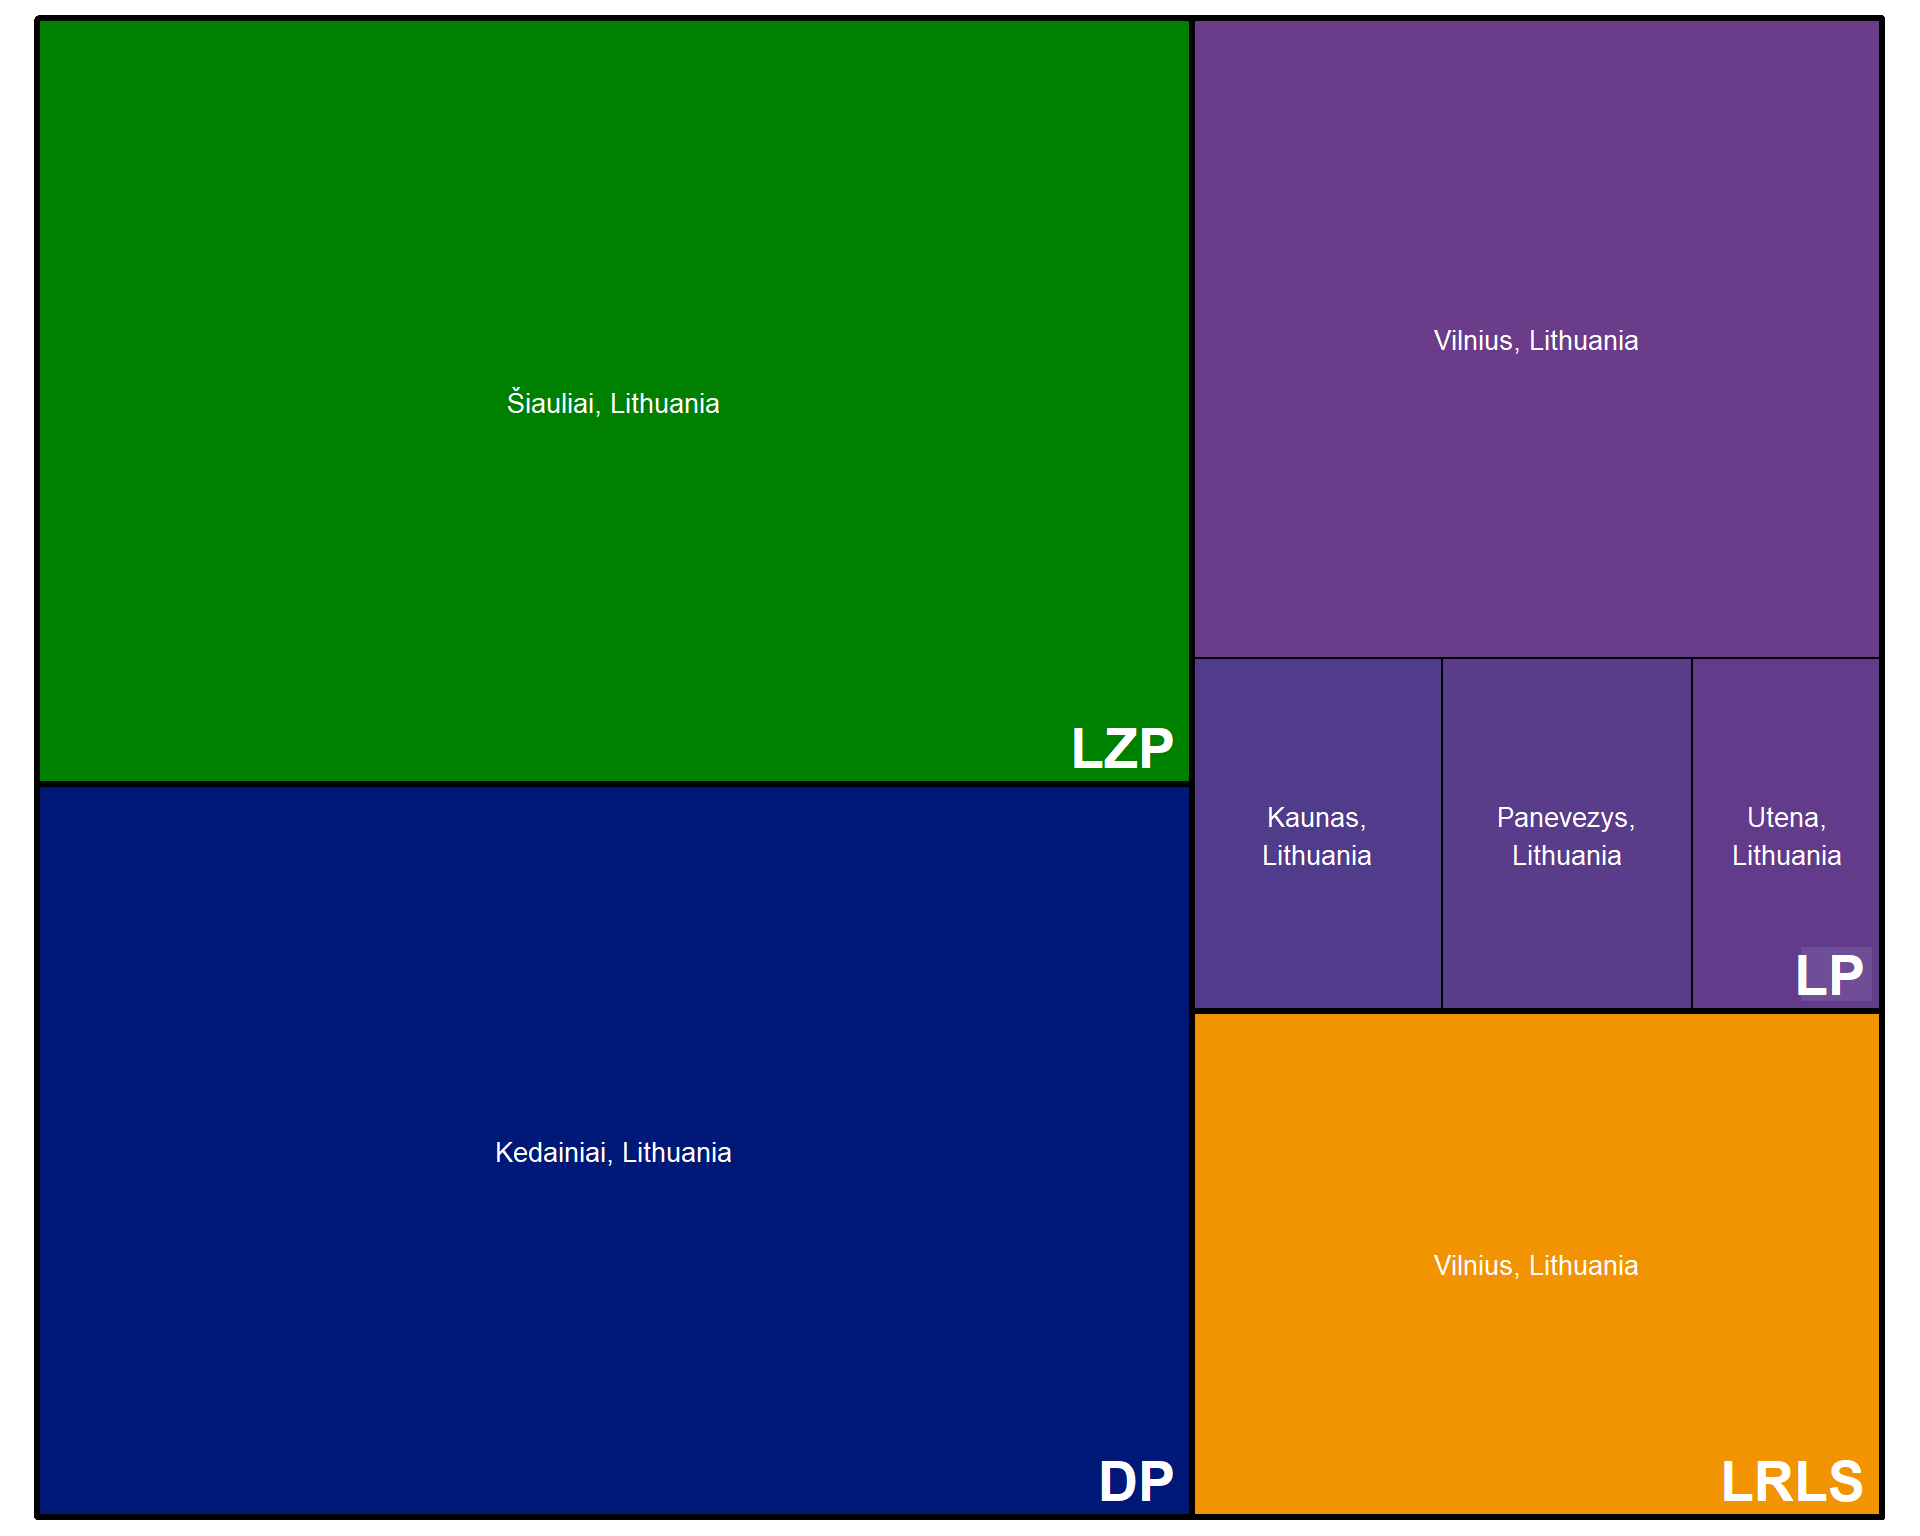 Šiauliai, Lithuania
LZP
Kedainiai, Lithuania
DP
Vilnius, Lithuania
Kaunas,
Lithuania
Panevezys,
Lithuania
Utena,
Lithuania
LP
Vilnius, Lithuania
LRLS